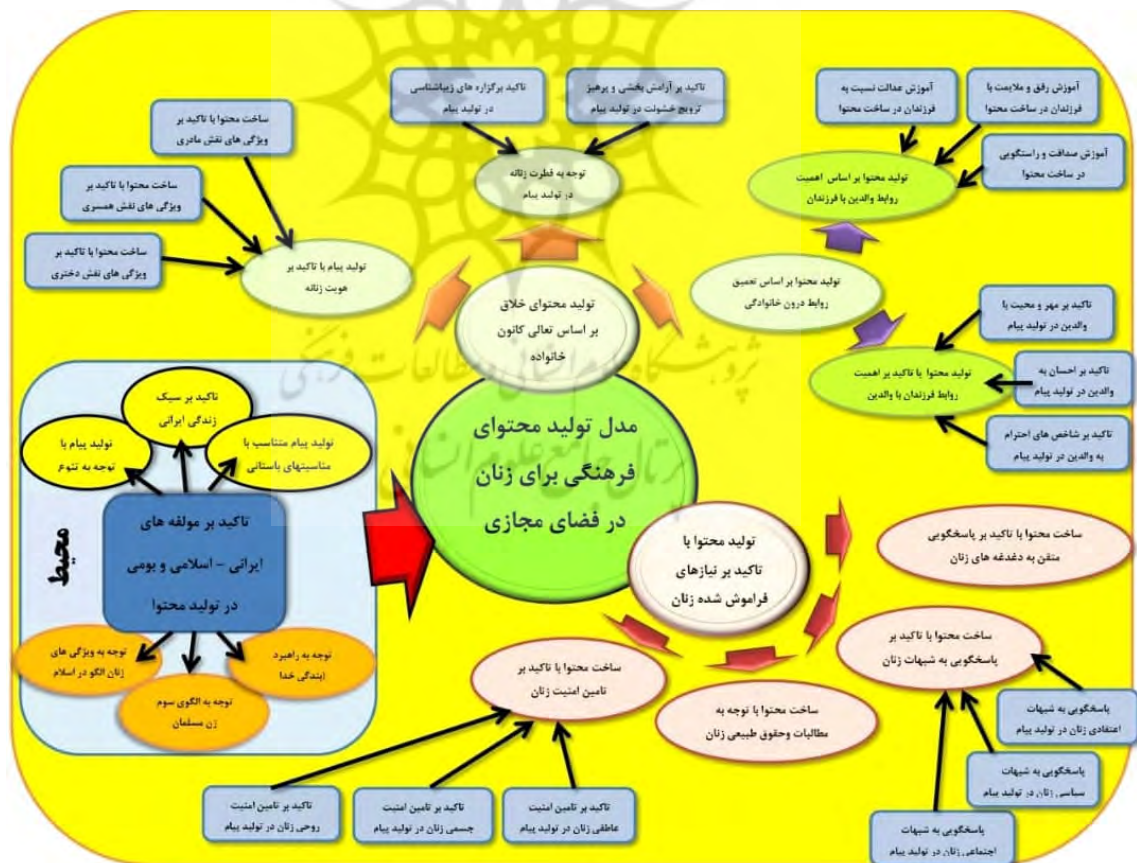 تاکید برگزاره های زیباشناسی
در تولید پیام
تاکید بر آرامش بخشی و پرهیز
ترویج خشونت در تولید پیام
آموزش عدالت نسبت به
فرزندان در ساخت محتوا
آموزش رفق و ملایمت با
فرزندان در ساخت محتوا
آموزش صداقت و راستگویی
در ساخت محتوا
ساخت محتوا با تاکید بر
ویژگی های نقش مادری
ساخت محتوا با تاکید بر
ویژگی های نقش همسری
ساخت محتوا با تاکید بر
ویژگی های نقش دختری
توجه به فطرت زنانه
در تولید پیام
تولید محتوا بر اساس اهمیت
روابط والدین با فرزندان
تولید پیام با تاکید بر
هویت زنانه
تولید محتوای خلاق
بر اساس تعالی کانون
خانواده
تولید محتوا بر اساس تعمیق
روابط درون خانوادگی
تاکید بر مهر و محبت با
والدین در تولید پیام
تولید محتوا با تاکید بر اهمیت
روابط فرزندان با والدین
تاکید بر احسان به
والدین در تولید پیام
تاکید بر شاخص های احترام
به والدین در تولید پیام
پژوهشگاه علوم انسانی و مطالعات فرهنگی
پرتال جامع علوم انسانی
مدل تولید محتوای
فرهنگی برای زنان
در فضای مجازی
تاکید بر سبک
زندگی ایرانی
تولید پیام متناسب با
مناسبتهای باستانی
تولید پیام با
توجه به تنوع
محیط
تاکید بر مولفه های
ایرانی – اسلامی و بومی
در تولید محتوا
توجه به راهبرد
(بندگی خدا
توجه به الگوی سوم
زن مسلمان
توجه به ویژگی های
زنان الگو در اسلام
تولید محتوا با
تاکید بر نیازهای
فراموش شده زنان
ساخت محتوا با تاکید بر پاسخگویی
متقن به دغدغه های زنان
ساخت محتوا با تاکید بر
پاسخگویی به شبهات زنان
ساخت محتوا با توجه به
مطالبات وحقوق طبیعی زنان
ساخت محتوا با تاکید بر
تامین امنیت زنان
پاسخگویی به شبهات
اعتقادی زنان در تولید پیام
پاسخگویی به شبهات
سیاسی زنان در تولید پیام
پاسخگویی به شبهات
اجتماعی زنان در تولید پیام
تاکید بر تامین امنیت
عاطفی زنان در تولید پیام
تاکید بر تامین امنیت
جسمی زنان در تولید پیام
تاکید بر تامین امنیت
روحی زنان در تولید پیام